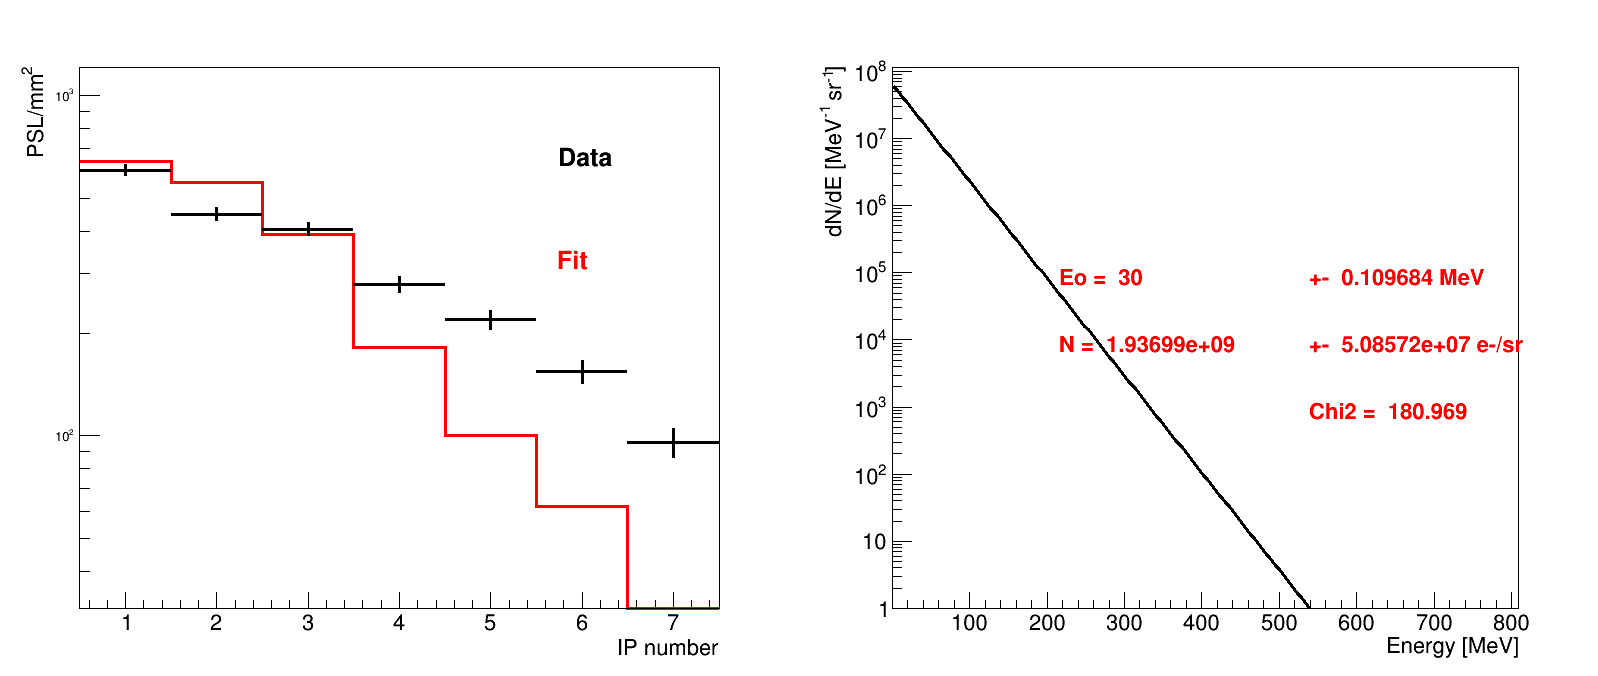 PSL/mm²
10³
10²
Data
Fit
1 2 3 4 5 6 7
IP number
dN/dE [MeV⁻¹ sr⁻¹]
10⁸
10⁷
10⁶
10⁵
10⁴
10³
10²
10
1
Eo = 30 +- 0.109684 MeV
N = 1.93699e+09 +- 5.08572e+07 e-/sr
Chi2 = 180.969
100 200 300 400 500 600 700 800
Energy [MeV]